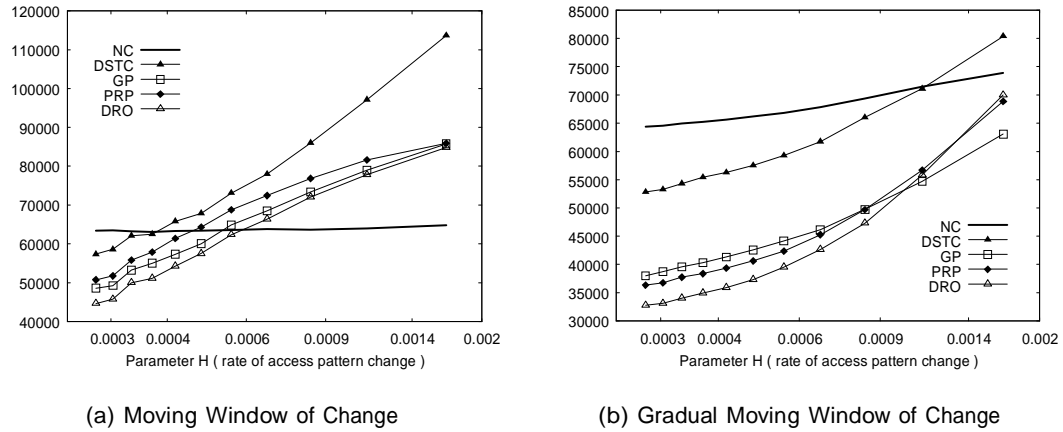 120000
110000
100000
90000
80000
70000
60000
50000
40000
NC
DSTC
GP
PRP
DRO
0.0003 0.0004 0.0006 0.0009 0.0014 0.002
Parameter H ( rate of access pattern change )
(a) Moving Window of Change
85000
80000
75000
70000
65000
60000
55000
50000
45000
40000
35000
30000
NC
DSTC
GP
PRP
DRO
0.0003 0.0004 0.0006 0.0009 0.0014 0.002
Parameter H ( rate of access pattern change )
(b) Gradual Moving Window of Change